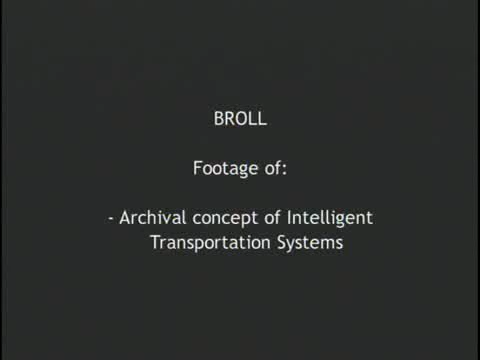 BROLL
Footage of:
- Archival concept of Intelligent
Transportation Systems